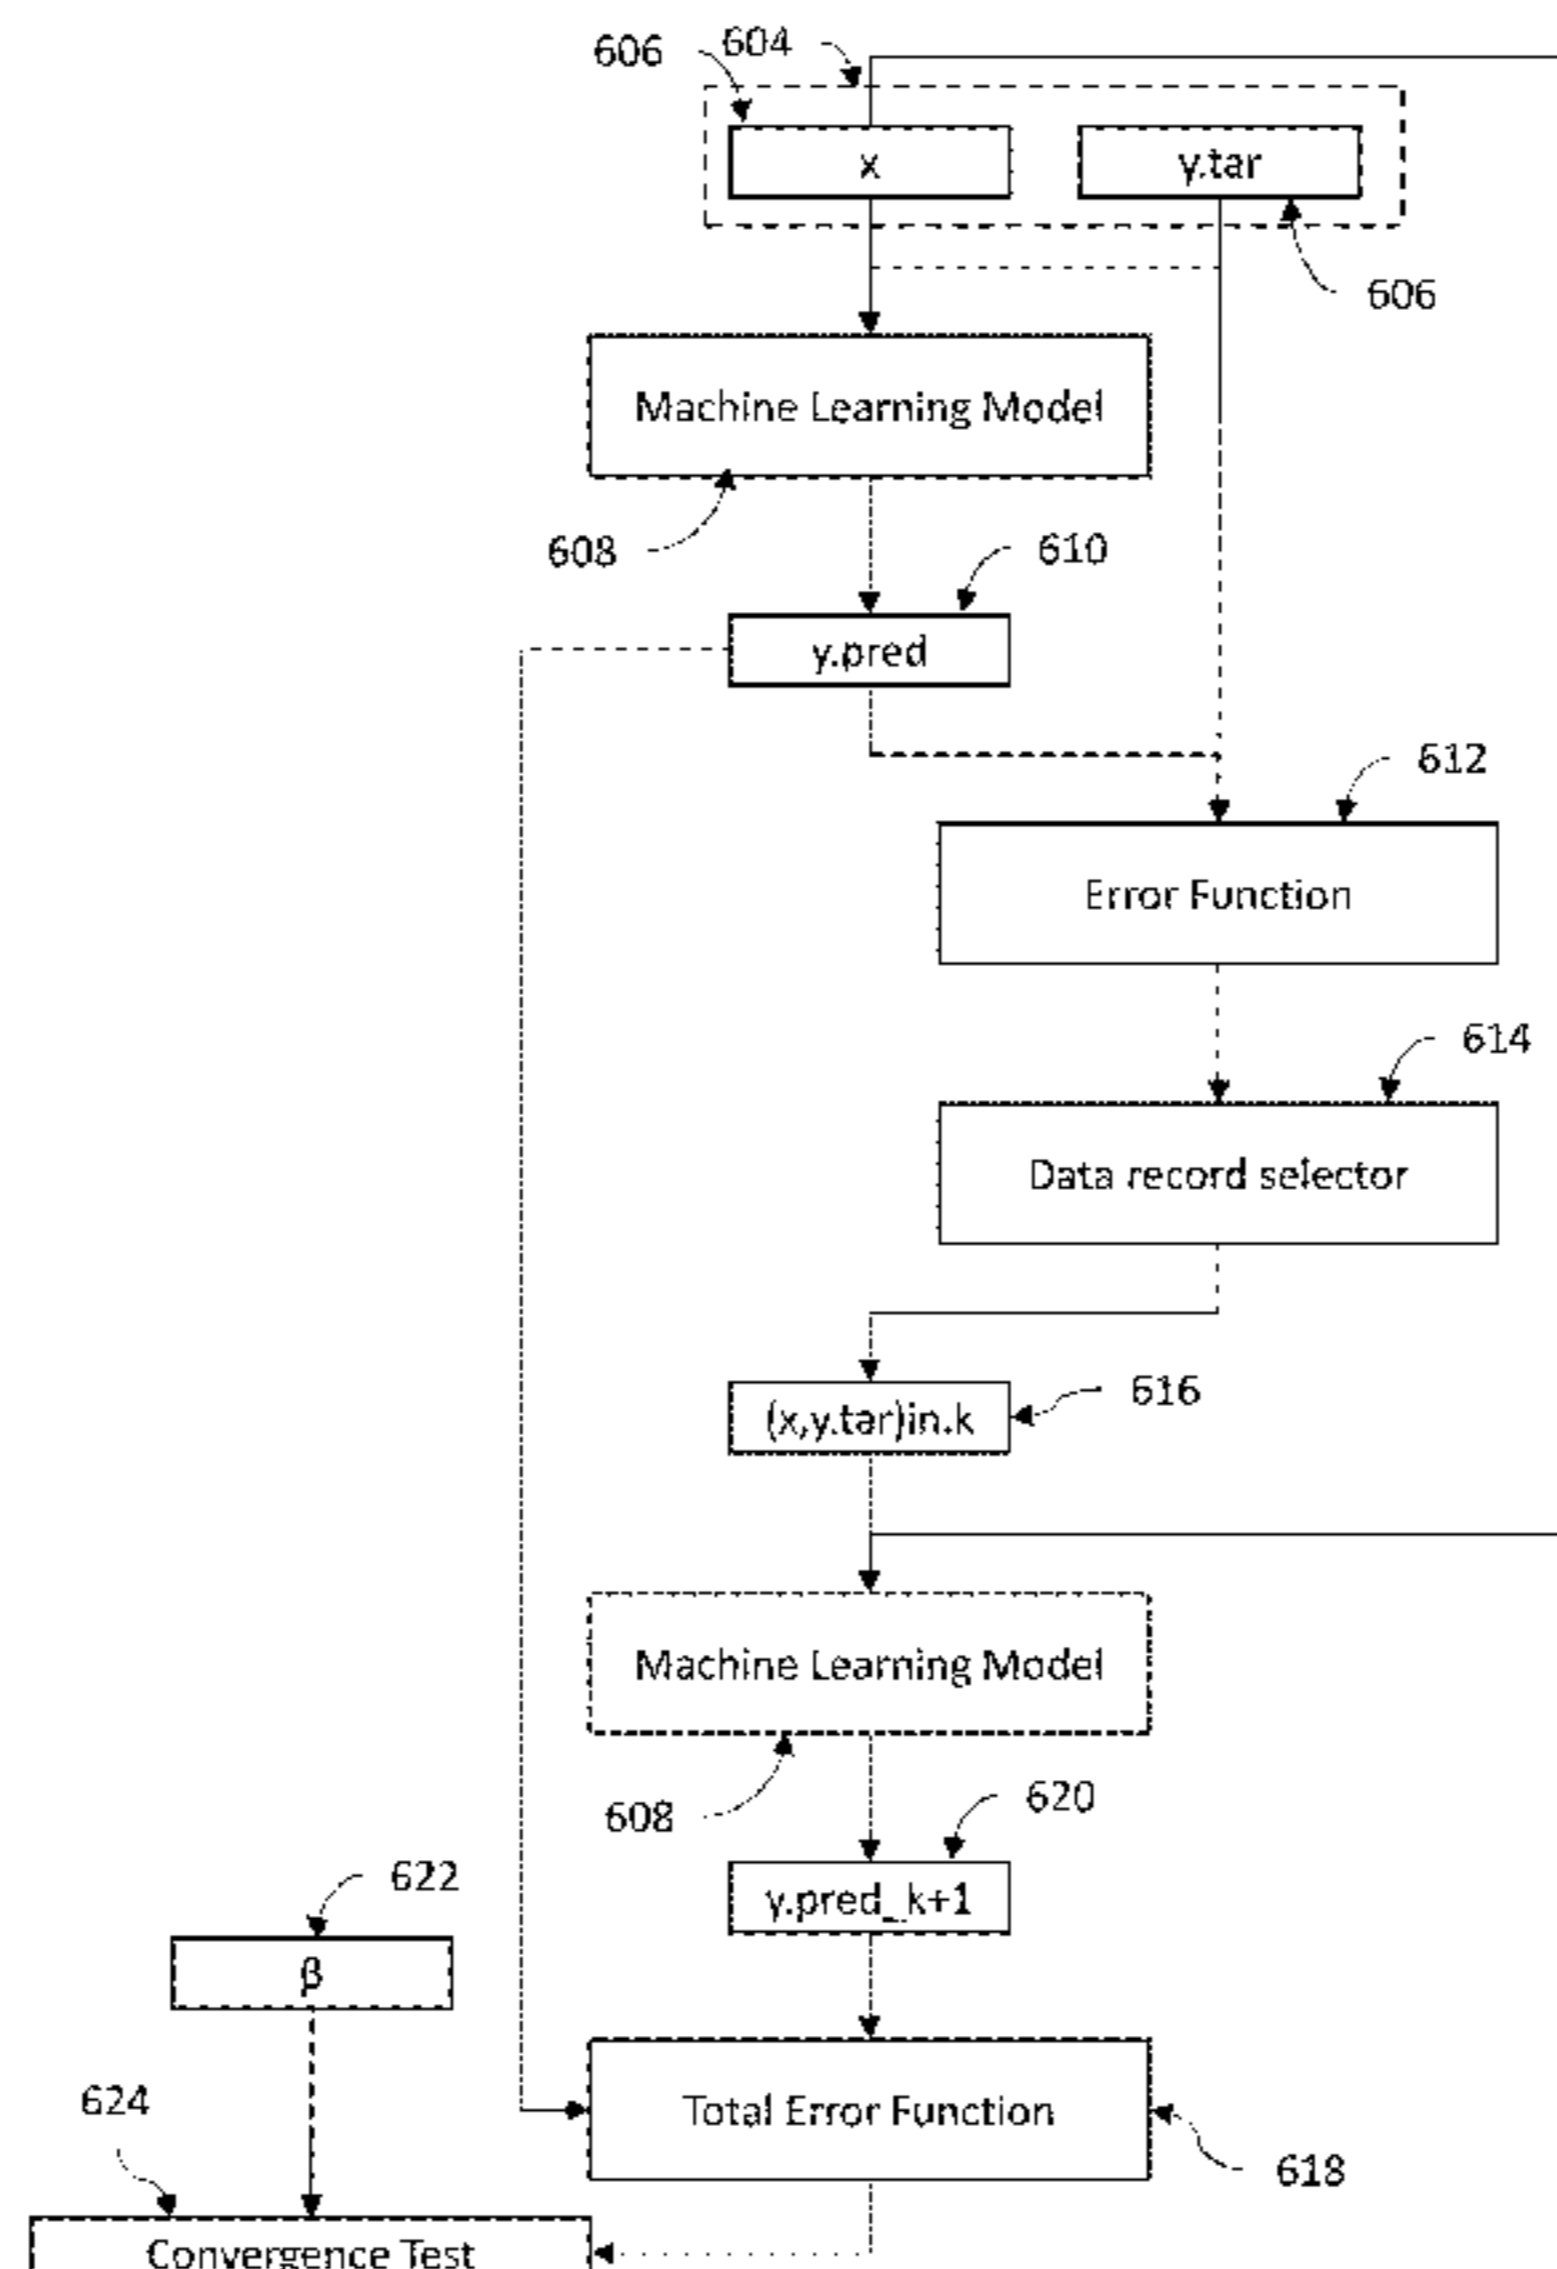 606 604
x y.tar
606
Machine Learning Model
608
610
y.pred
612
Error Function
614
Data record selector
616
(x,y.tar)in.k
Machine Learning Model
608
620
y.pred_k+1
622
β
624
Total Error Function
618
Convergence Test